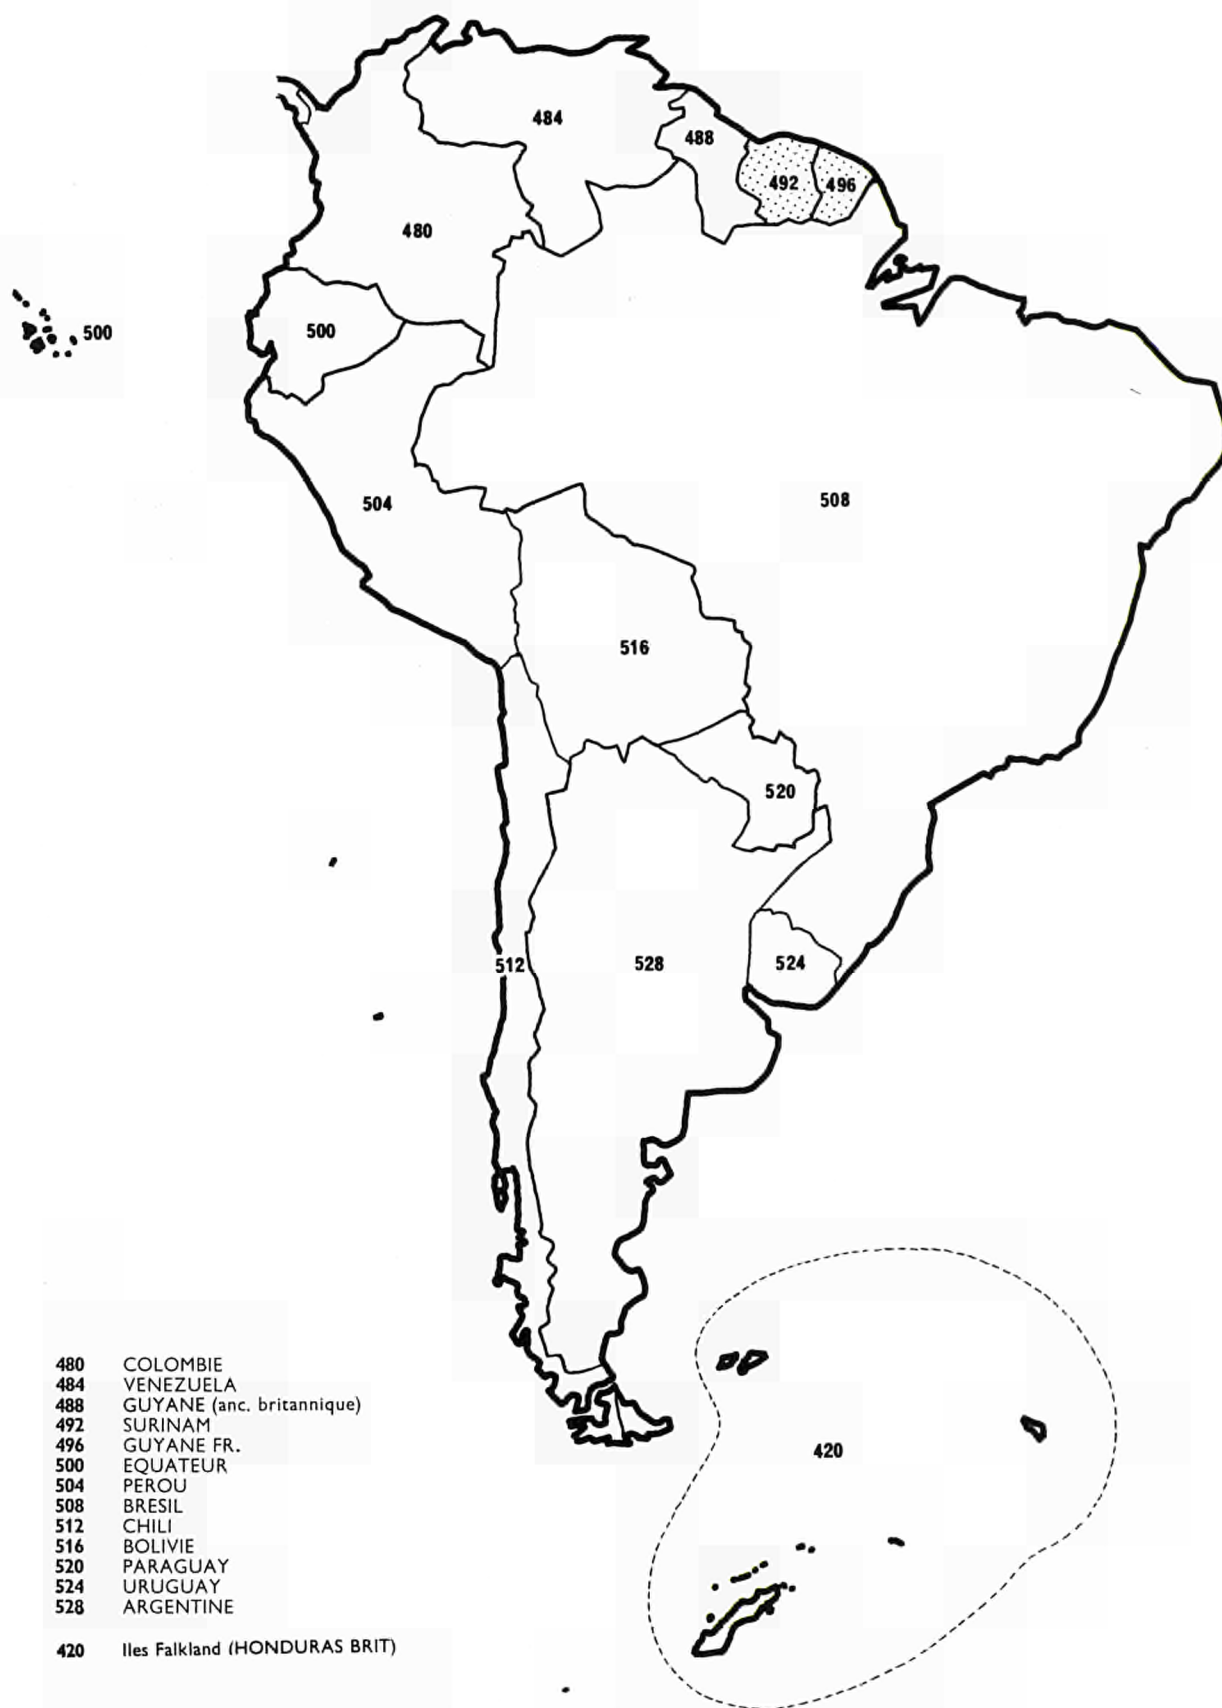 484
488
492
496
480
500
500
504
508
516
520
512
528
524
420
480 COLOMBIE
484 VENEZUELA
488 GUYANE (anc. britannique)
492 SURINAM
496 GUYANE FR.
500 EQUATEUR
504 PEROU
508 BRESIL
512 CHILI
516 BOLIVIE
520 PARAGUAY
524 URUGUAY
528 ARGENTINE
420 Iles Falkland (HONDURAS BRIT)